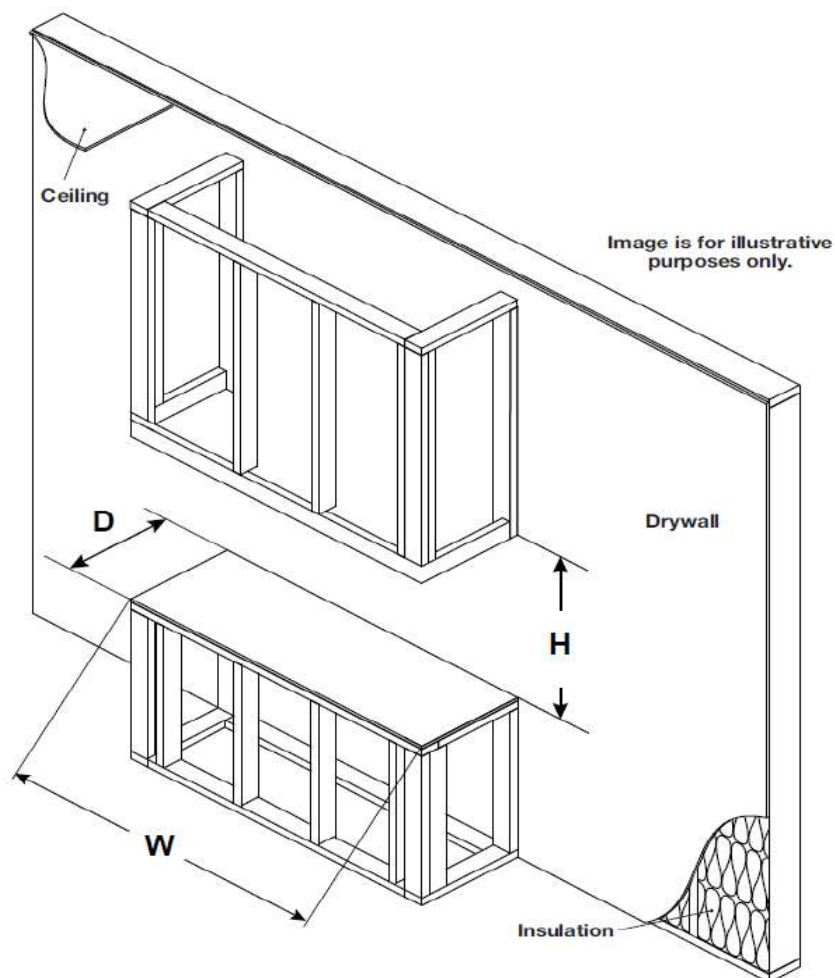 Ceiling
Image is for illustrative
purposes only.
D
Drywall
H
W
Insulation